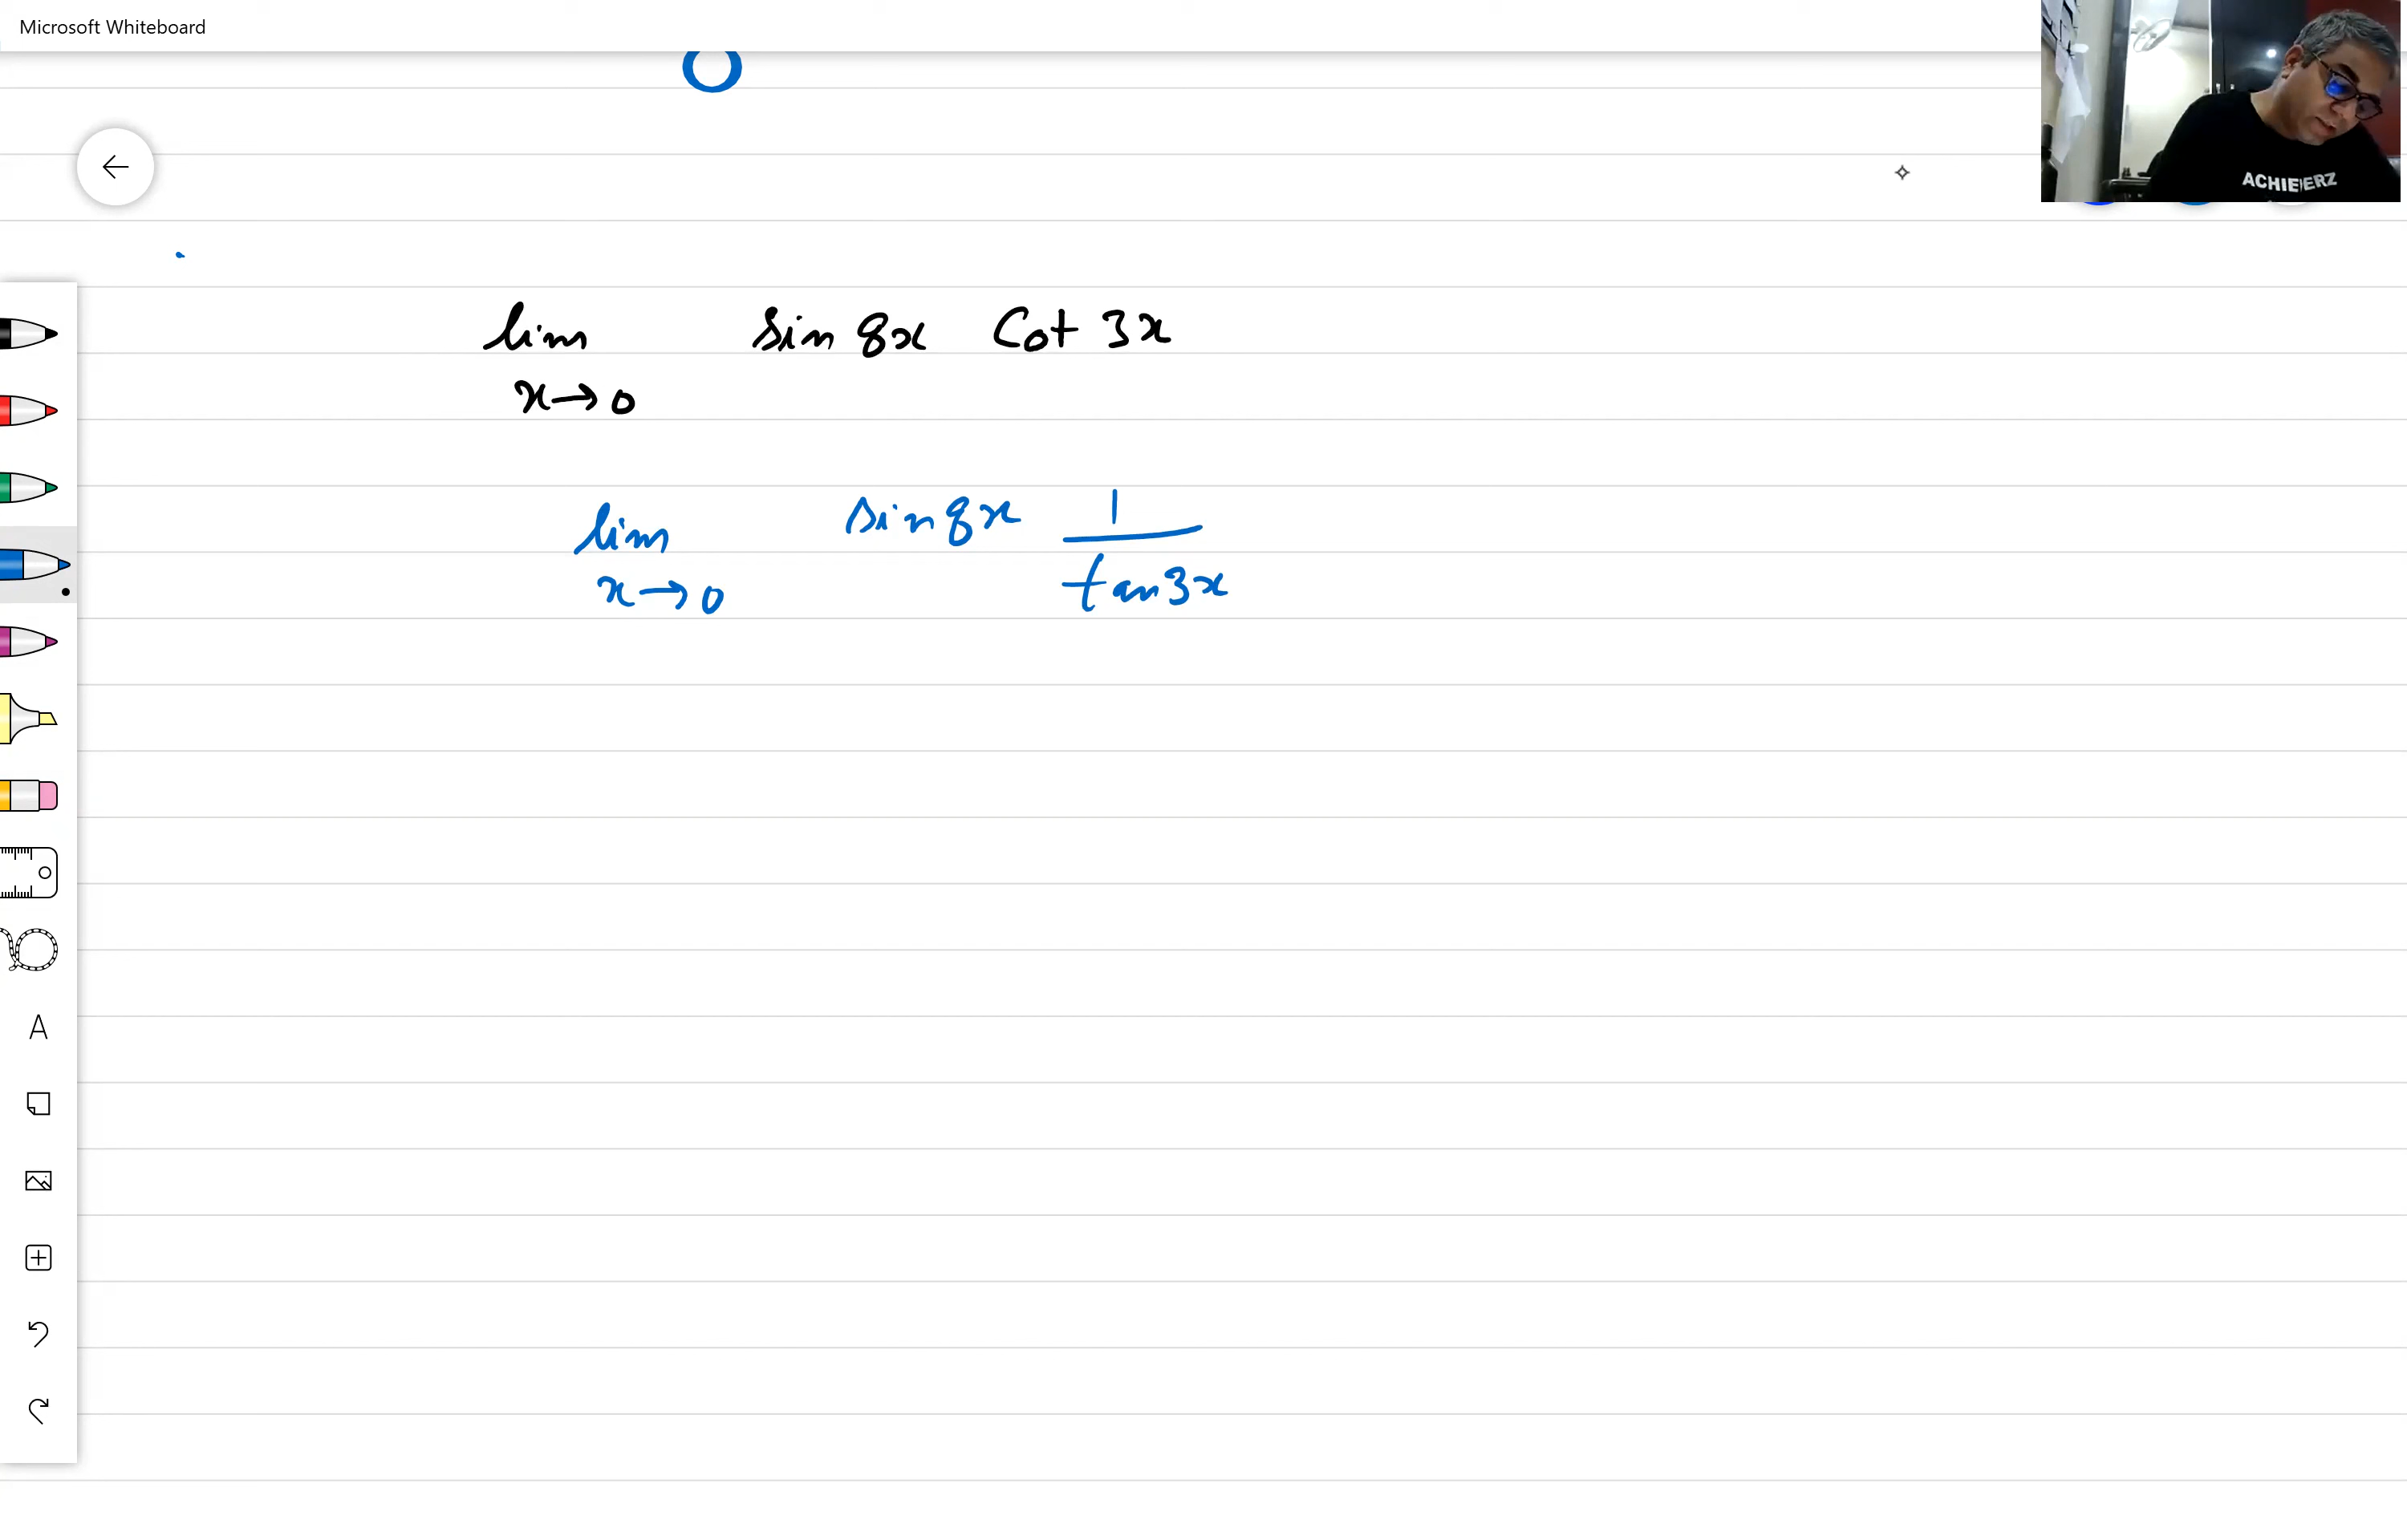 Microsoft Whiteboard
ACHIEVERZ
lim sin 8x Cot 3x
x→0
lim sin 8x 1
x→0 tan 3x
A